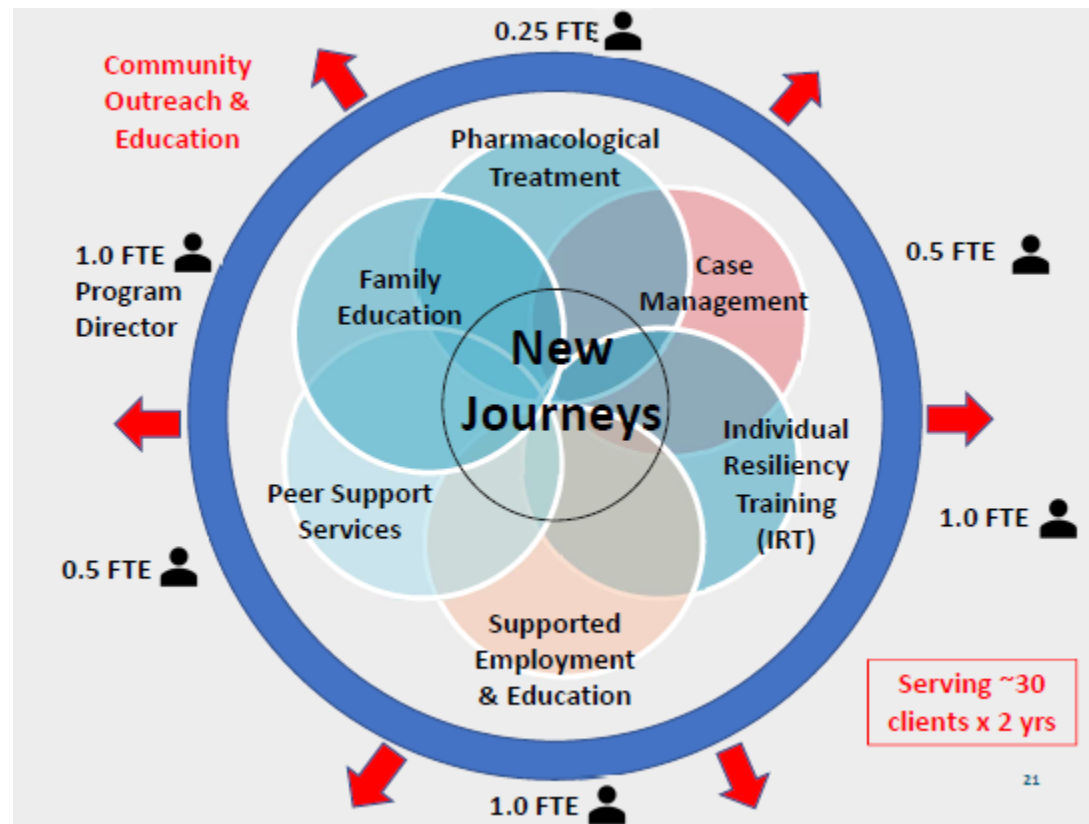 0.25 FTE
Community
Outreach &
Education
Pharmacological
Treatment
1.0 FTE
Program
Director
Family
Education
Case
Management
0.5 FTE
New
Journeys
Individual
Resiliency
Training
(IRT)
Peer Support
Services
1.0 FTE
0.5 FTE
Supported
Employment
& Education
Serving ~30
clients x 2 yrs
21
1.0 FTE